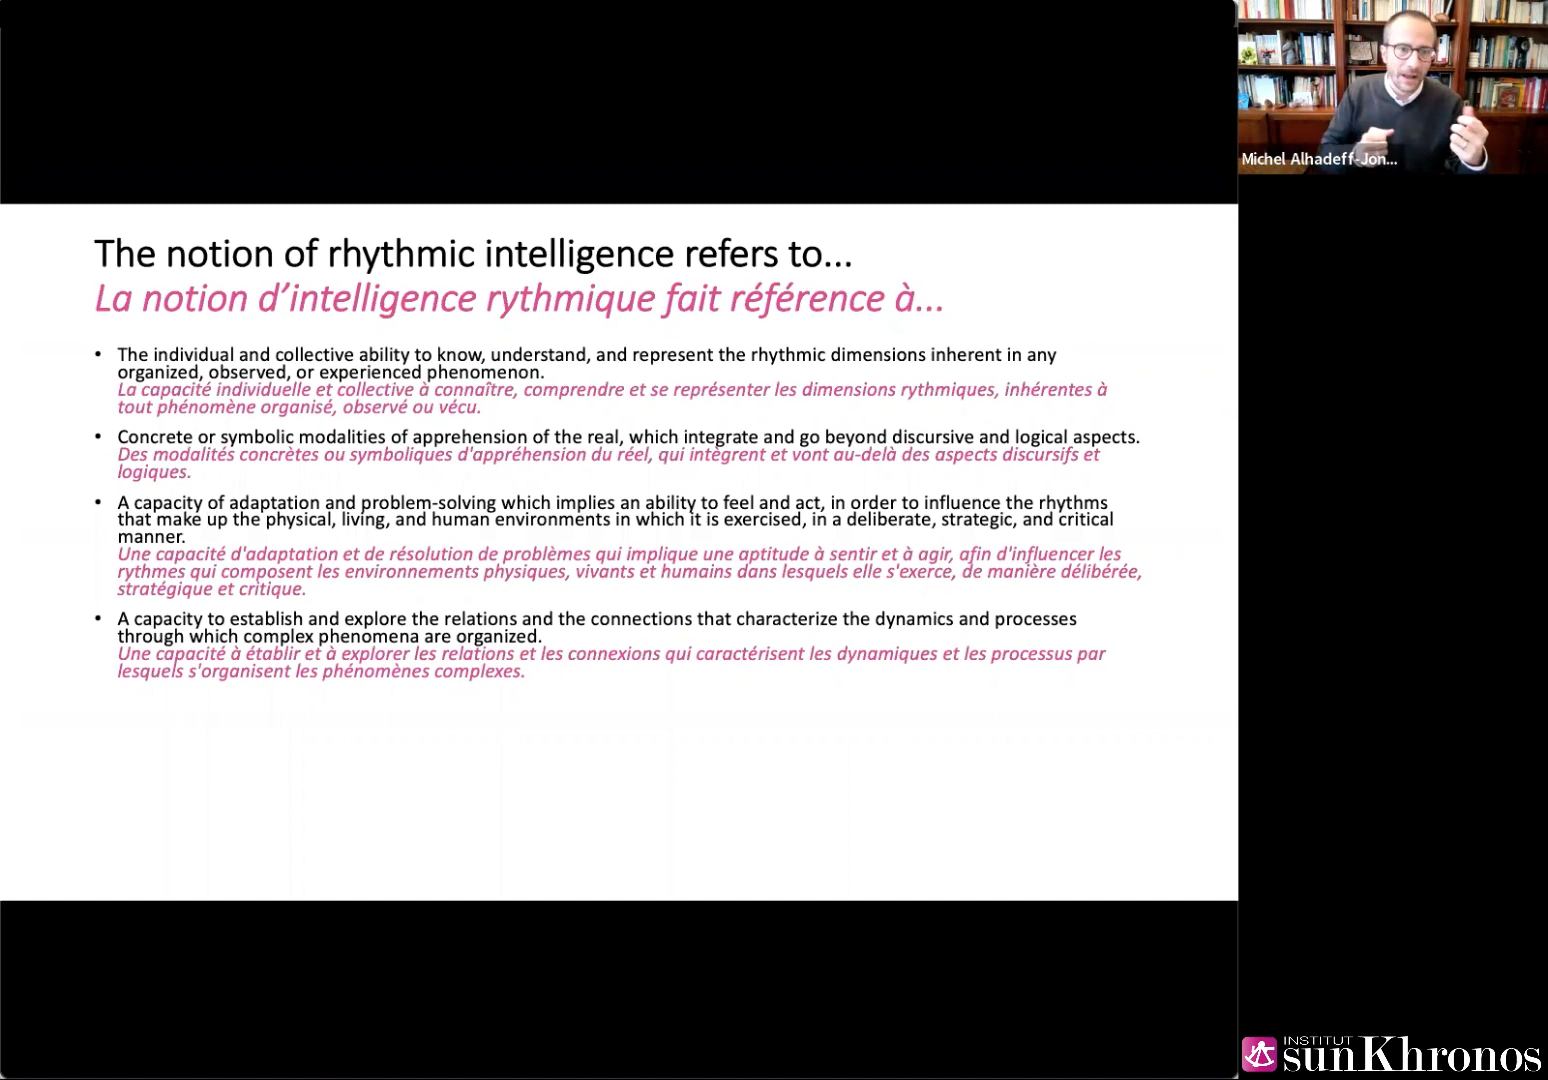 The notion of rhythmic intelligence refers to...
La notion d’intelligence rythmique fait référence à...
• The individual and collective ability to know, understand, and represent the rhythmic dimensions inherent in any
organized, observed, or experienced phenomenon.
La capacité individuelle et collective à connaître, comprendre et se représenter les dimensions rythmiques, inhérentes à
tout phénomène organisé, observé ou vécu.
• Concrete or symbolic modalities of apprehension of the real, which integrate and go beyond discursive and logical aspects.
Des modalités concrètes ou symboliques d'appréhension du réel, qui intègrent et vont au-delà des aspects discursifs et
logiques.
• A capacity of adaptation and problem-solving which implies an ability to feel and act, in order to influence the rhythms
that make up the physical, living, and human environments in which it is exercised, in a deliberate, strategic, and critical
manner.
Une capacité d'adaptation et de résolution de problèmes qui implique une aptitude à sentir et à agir, afin d'influencer les
rythmes qui composent les environnements physiques, vivants et humains dans lesquels elle s'exerce, de manière délibérée,
stratégique et critique.
• A capacity to establish and explore the relations and the connections that characterize the dynamics and processes
through which complex phenomena are organized.
Une capacité à établir et à explorer les relations et les connexions qui caractérisent les dynamiques et les processus par
lesquels s'organisent les phénomènes complexes.
Michel Alhadeff-Jon...
INSTITUT
sunKhronos